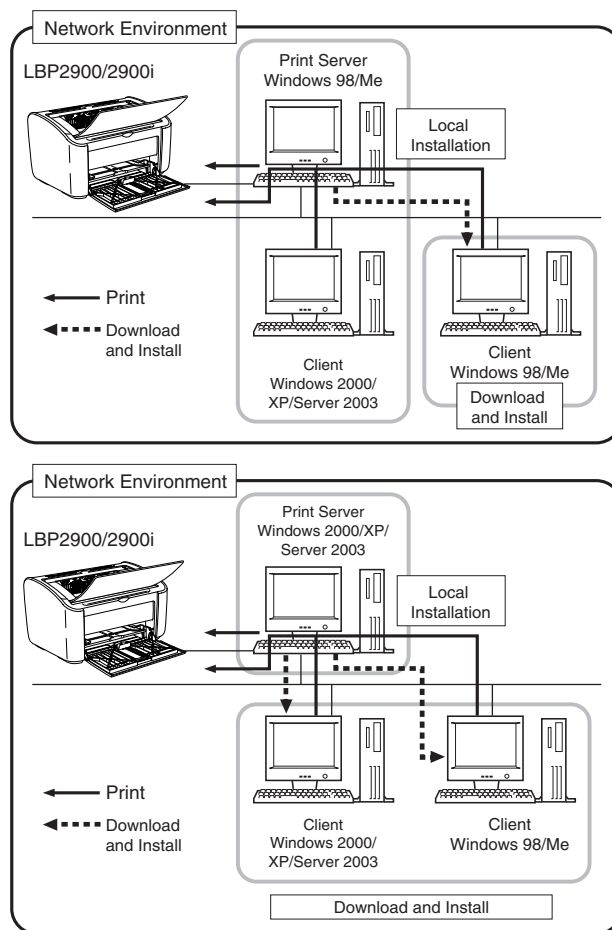 Network Environment
LBP2900/2900i
Print Server
Windows 98/Me
Local
Installation
Print
Download
and Install
Client
Windows 2000/
XP/Server 2003
Client
Windows 98/Me
Download
and Install
Network Environment
LBP2900/2900i
Print Server
Windows 2000/XP/
Server 2003
Local
Installation
Print
Download
and Install
Client
Windows 2000/
XP/Server 2003
Client
Windows 98/Me
Download and Install